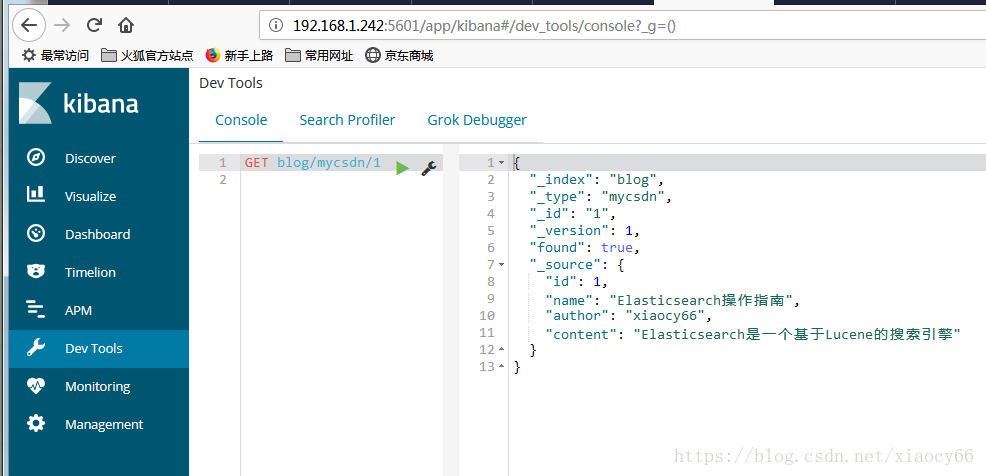 192.168.1.242:5601/app/kibana#/dev_tools/console?_g=()
最常访问 火狐官方站点 新手上路 常用网址 京东商城
kibana
Discover
Visualize
Dashboard
Timelion
APM
Dev Tools
Monitoring
Management
Dev Tools
Console Search Profiler Grok Debugger
1 GET blog/mycsdn/1
2
1 {
2 "_index": "blog",
3 "_type": "mycsdn",
4 "_id": "1",
5 "_version": 1,
6 "found": true,
7 "_source": {
8 "id": 1,
9 "name": "Elasticsearch操作指南",
10 "author": "xiaocy66",
11 "content": "Elasticsearch是一个基于Lucene的搜索引擎"
12 }
13 }
https://blog.csdn.net/xiaocy66